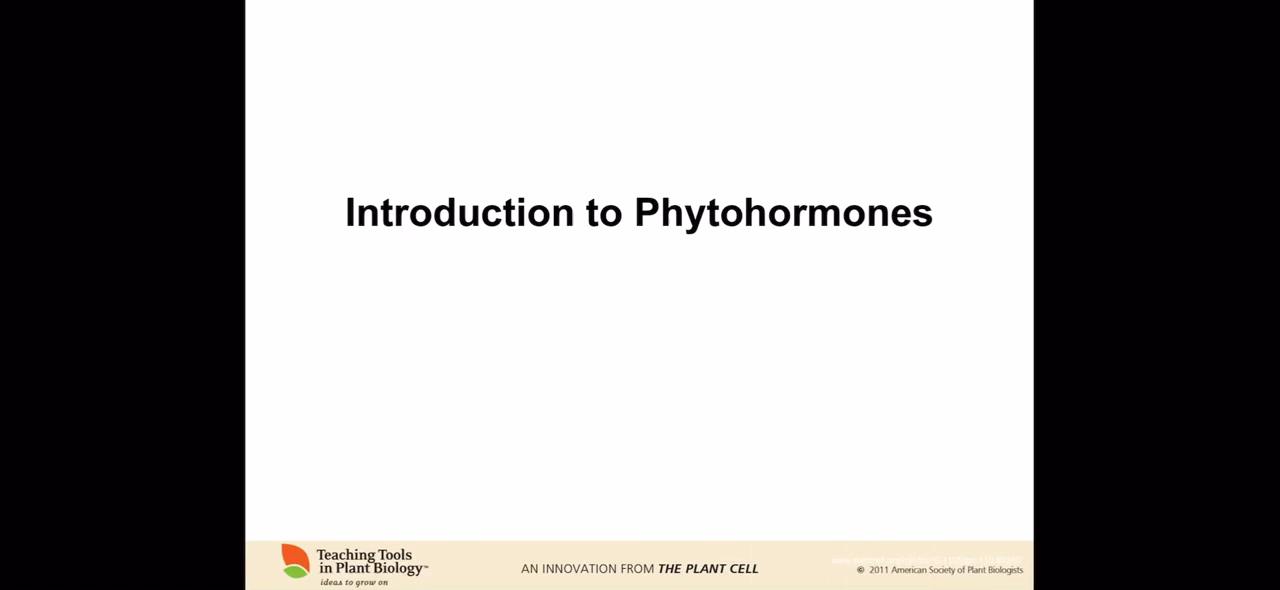 Introduction to Phytohormones
Teaching Tools
in Plant Biology™
ideas to grow on
AN INNOVATION FROM THE PLANT CELL
© 2011 American Society of Plant Biologists